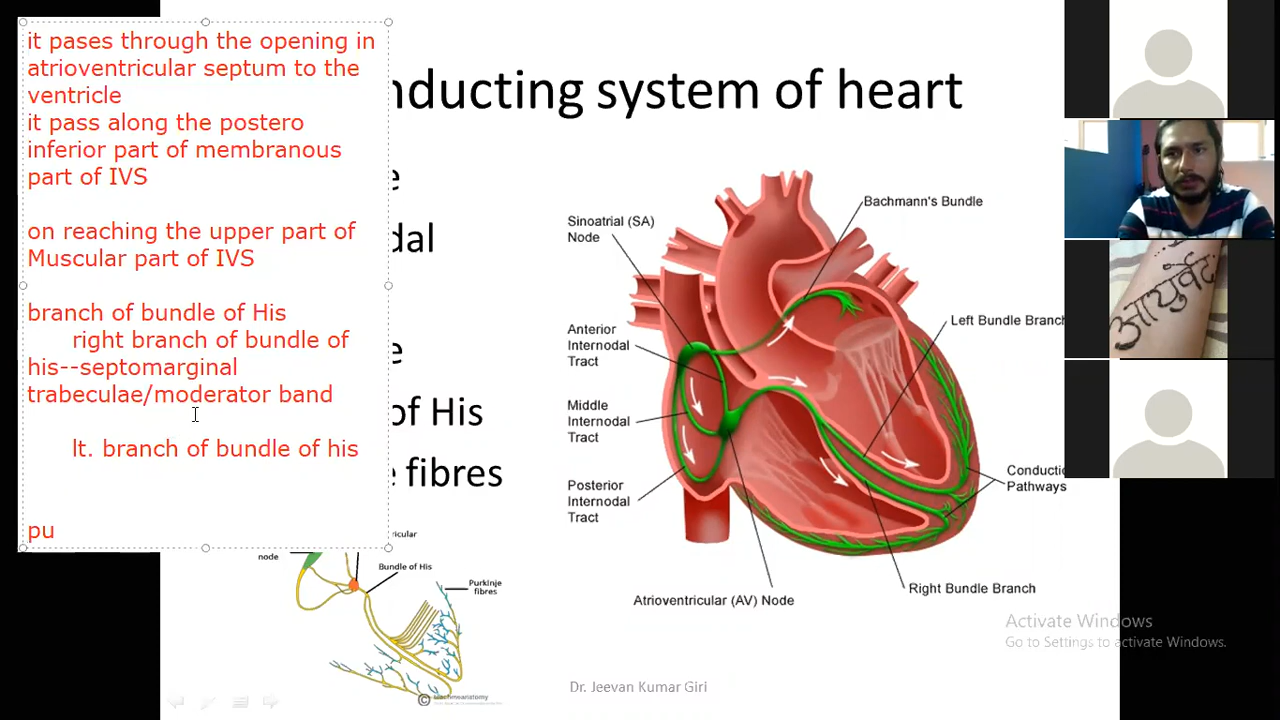 it pases through the opening in
atrioventricular septum to the
ventricle
it pass along the postero
inferior part of membranous
part of IVS
on reaching the upper part of
Muscular part of IVS
branch of bundle of His
right branch of bundle of
his--septomarginal
trabeculae/moderator band
lt. branch of bundle of his
pu
nducting system of heart
e
dal
e
of His
e fibres
Bachmann's Bundle
Sinoatrial (SA)
Node
Left Bundle Branch
Anterior
Internodal
Tract
Middle
Internodal
Tract
Posterior
Internodal
Tract
Conductio
Pathways
Right Bundle Branch
Atrioventricular (AV) Node
ricular
node
Bundle of His
Purkinje
fibres
© teachmeanatomy
Dr. Jeevan Kumar Giri
Activate Windows
Go to Settings to activate Windows.
आयुर्वेद